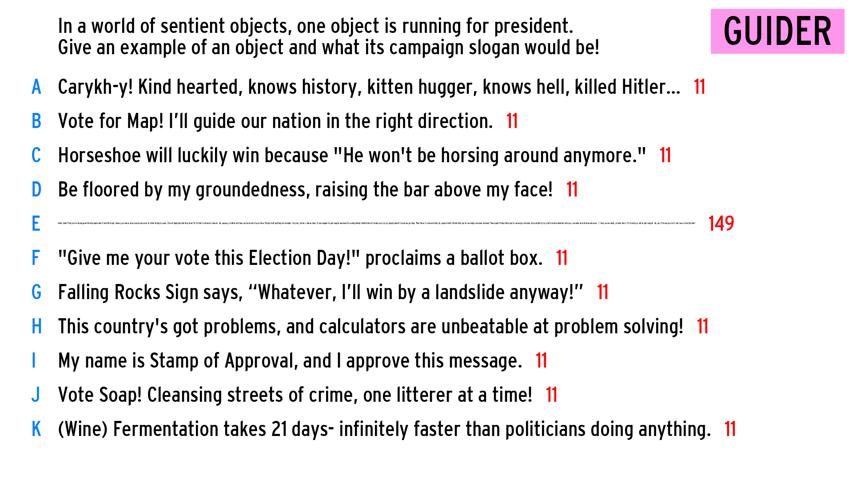 In a world of sentient objects, one object is running for president.
Give an example of an object and what its campaign slogan would be!
GUIDER
A Carykh-y! Kind hearted, knows history, kitten hugger, knows hell, killed Hitler... 11
B Vote for Map! I’ll guide our nation in the right direction. 11
C Horseshoe will luckily win because "He won't be horsing around anymore." 11
D Be floored by my groundedness, raising the bar above my face! 11
E 149
F "Give me your vote this Election Day!" proclaims a ballot box. 11
G Falling Rocks Sign says, “Whatever, I’ll win by a landslide anyway!” 11
H This country's got problems, and calculators are unbeatable at problem solving! 11
I My name is Stamp of Approval, and I approve this message. 11
J Vote Soap! Cleansing streets of crime, one litterer at a time! 11
K (Wine) Fermentation takes 21 days- infinitely faster than politicians doing anything. 11